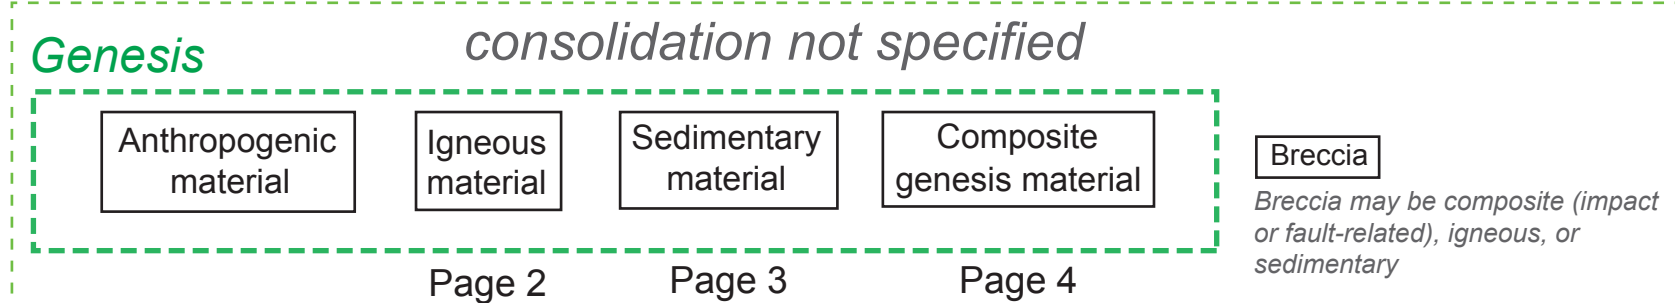 consolidation not specified
Genesis
Anthropogenic
material
Igneous
material
Sedimentary
material
Composite
genesis material
Breccia
Breccia may be composite (impact
or fault-related), igneous, or
sedimentary
Page 2
Page 3
Page 4